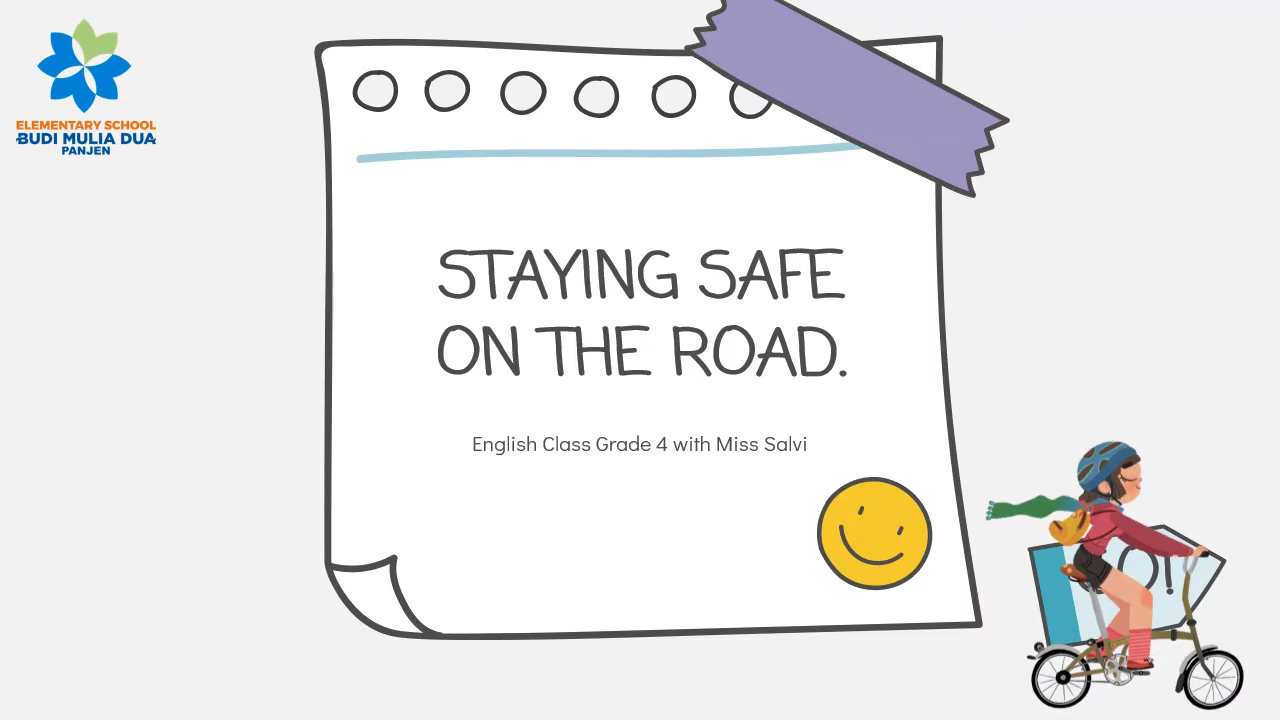 ELEMENTARY SCHOOL
BUDI MULIA DUA
PANJEN
STAYING SAFE
ON THE ROAD.
English Class Grade 4 with Miss Salvi